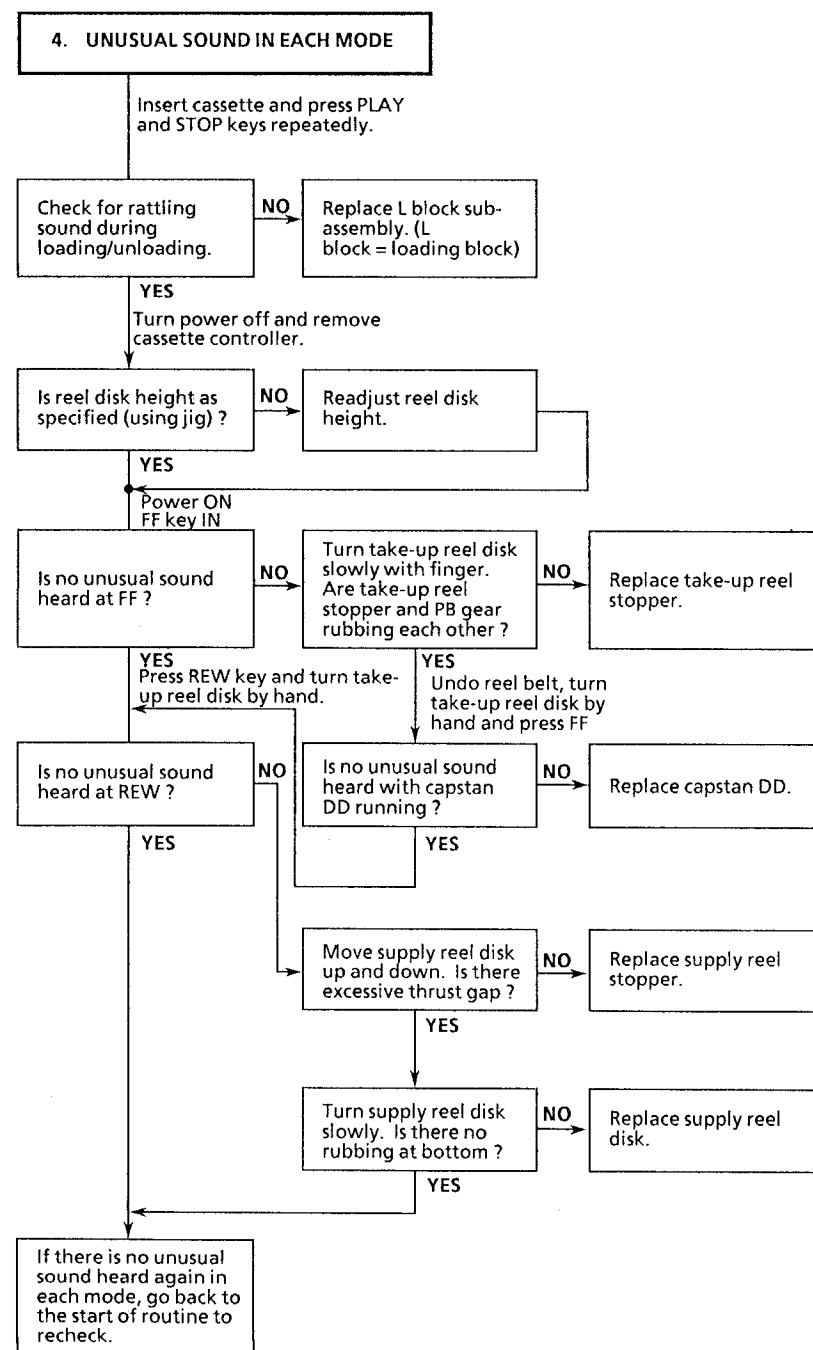 4. UNUSUAL SOUND IN EACH MODE
Insert cassette and press PLAY
and STOP keys repeatedly.
Check for rattling
sound during
loading/unloading.
NO
Replace L block sub-
assembly. (L
block = loading block)
YES
Turn power off and remove
cassette controller.
Is reel disk height as
specified (using jig) ?
NO
Readjust reel disk
height.
YES
Power ON
FF key IN
Is no unusual sound
heard at FF ?
NO
Turn take-up reel disk
slowly with finger.
Are take-up reel
stopper and PB gear
rubbing each other ?
NO
Replace take-up reel
stopper.
YES
Press REW key and turn take-
up reel disk by hand.
YES
Undo reel belt, turn
take-up reel disk by
hand and press FF
Is no unusual sound
heard at REW ?
NO
Is no unusual sound
heard with capstan
DD running ?
NO
Replace capstan DD.
YES
YES
Move supply reel disk
up and down. Is there
excessive thrust gap ?
NO
Replace supply reel
stopper.
YES
Turn supply reel disk
slowly. Is there no
rubbing at bottom ?
NO
Replace supply reel
disk.
YES
If there is no unusual
sound heard again in
each mode, go back to
the start of routine to
recheck.